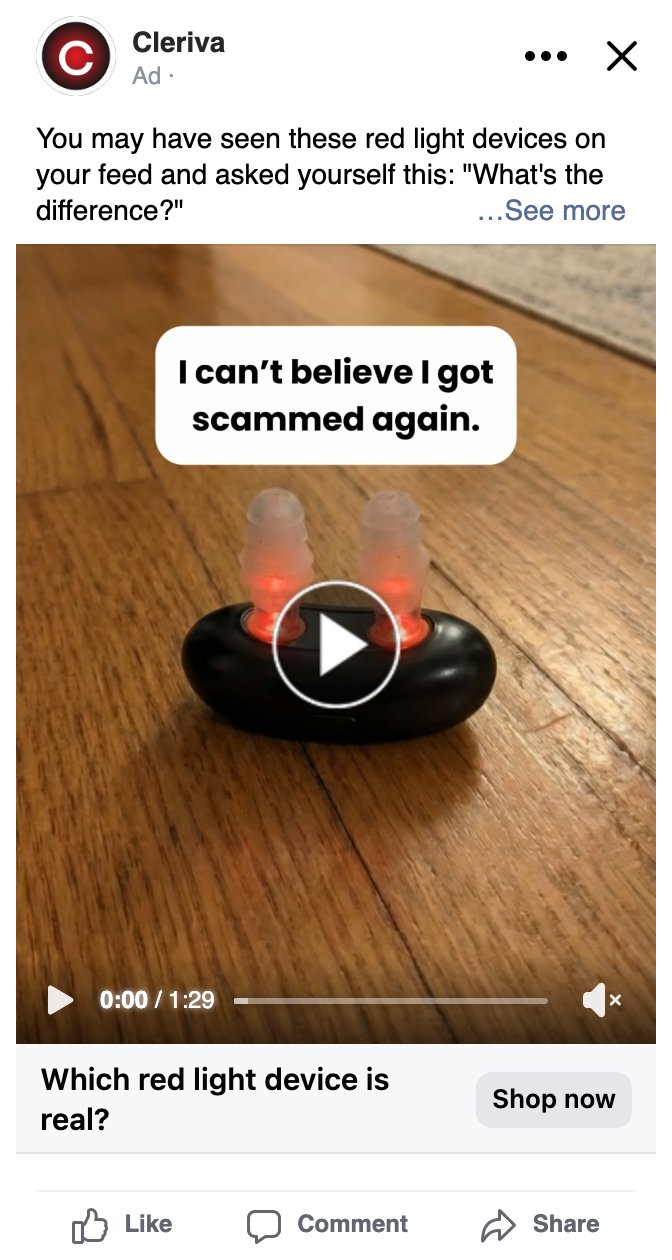 C
Cleriva
Ad ·
You may have seen these red light devices on
your feed and asked yourself this: "What's the
difference?"
...See more
I can't believe I got
scammed again.
0:00 / 1:29
Which red light device is
real?
Shop now
Like
Comment
Share